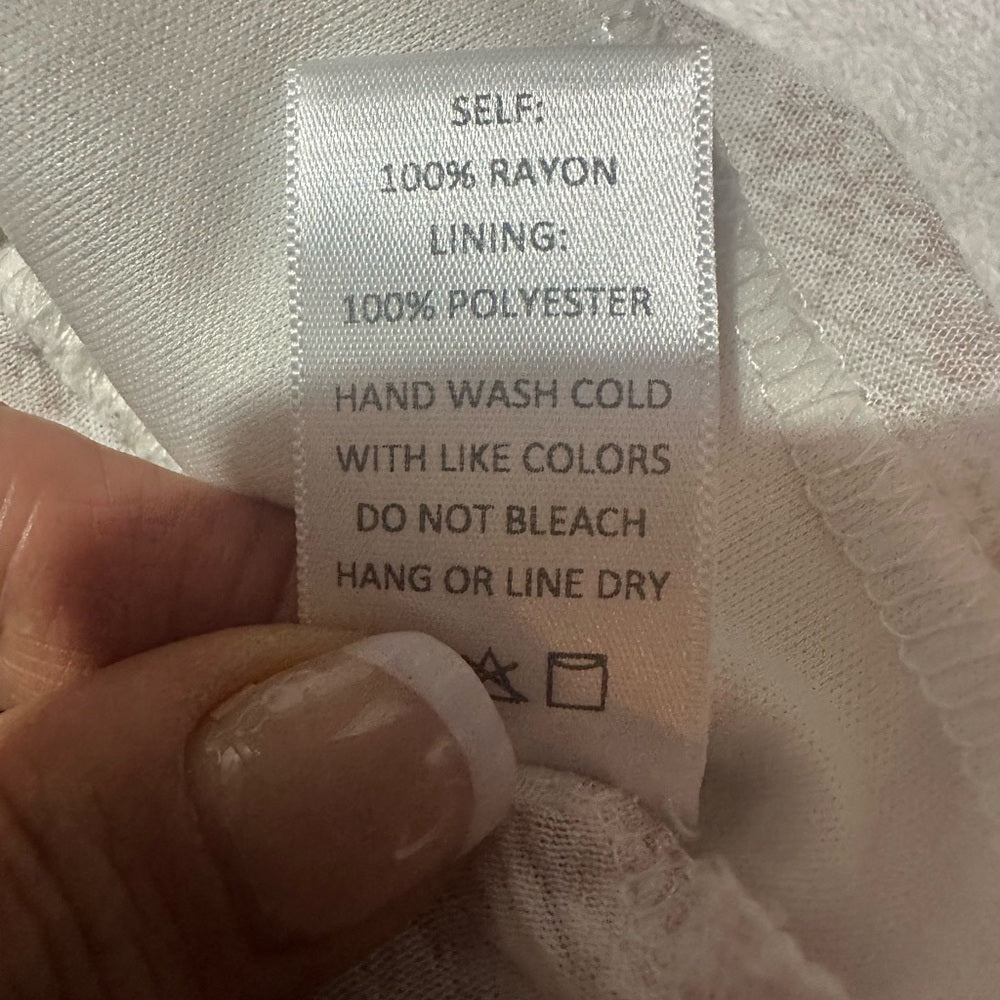 SELF:
100% RAYON
LINING:
100% POLYESTER
HAND WASH COLD
WITH LIKE COLORS
DO NOT BLEACH
HANG OR LINE DRY